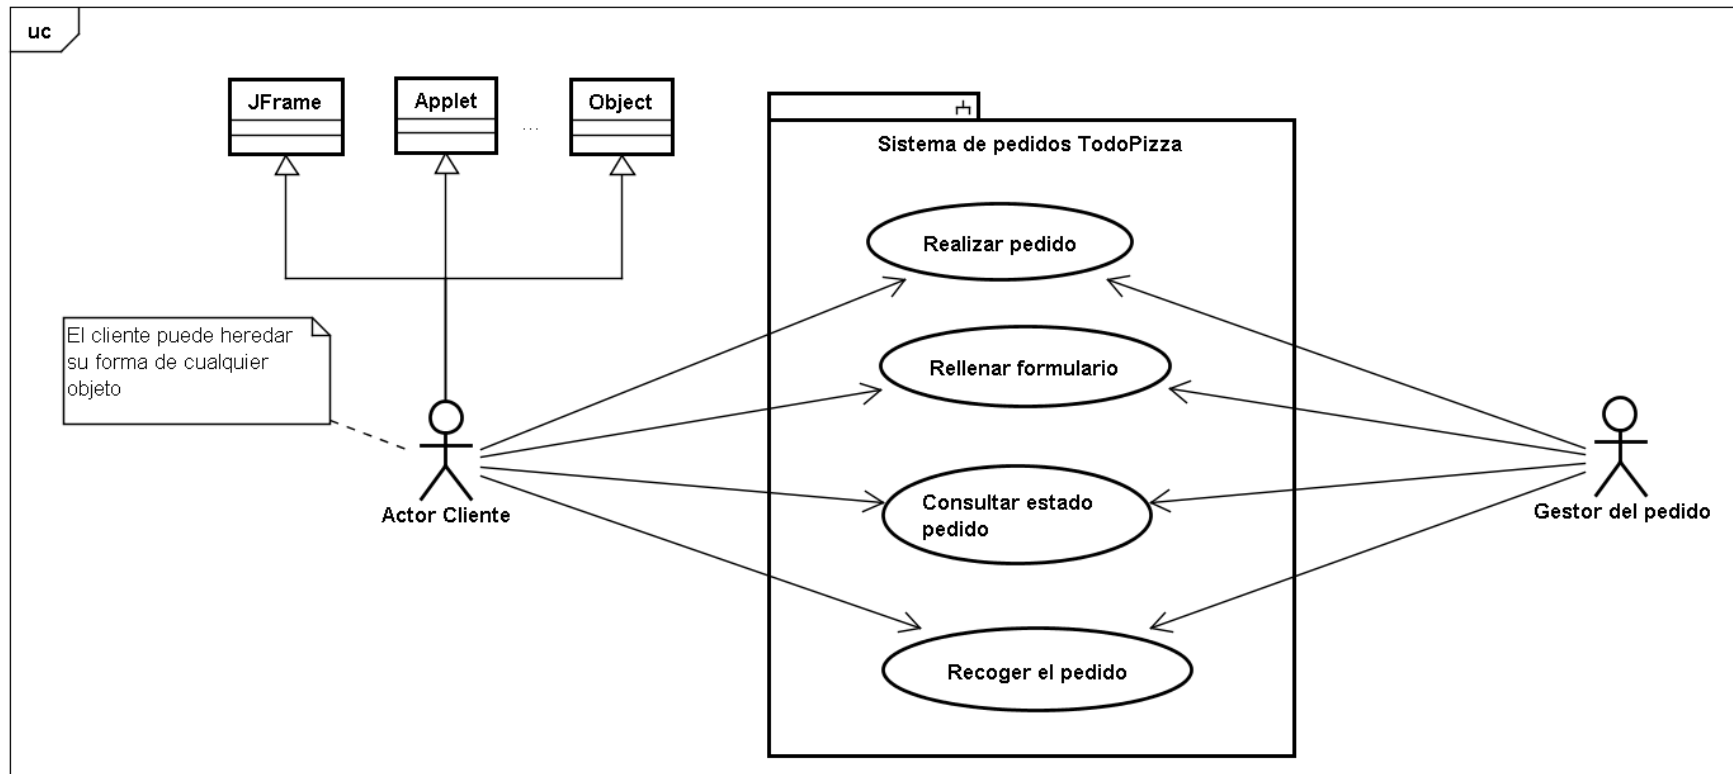 uc
JFrame
Applet
...
Object
Sistema de pedidos TodoPizza
Realizar pedido
El cliente puede heredar
su forma de cualquier
objeto
Rellenar formulario
Consultar estado
pedido
Actor Cliente
Gestor del pedido
Recoger el pedido